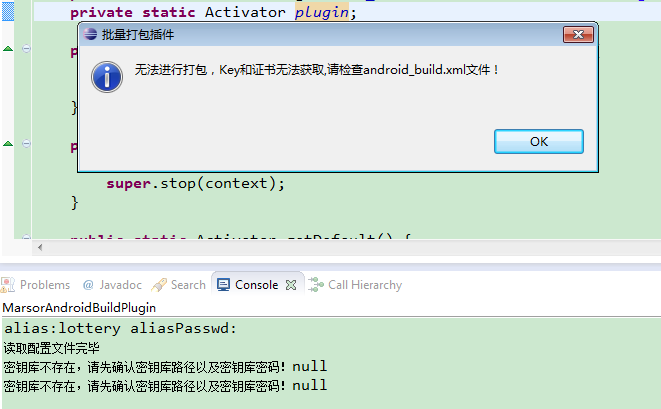 private static Activator plugin;
批量打包插件
无法进行打包，Key和证书无法获取,请检查android_build.xml文件！
OK
}
super.stop(context);
}
Problems @ Javadoc Search Console Call Hierarchy
MarsorAndroidBuildPlugin
alias:lottery aliasPasswd:
读取配置文件完毕
密钥库不存在，请先确认密钥库路径以及密钥库密码！null
密钥库不存在，请先确认密钥库路径以及密钥库密码！null